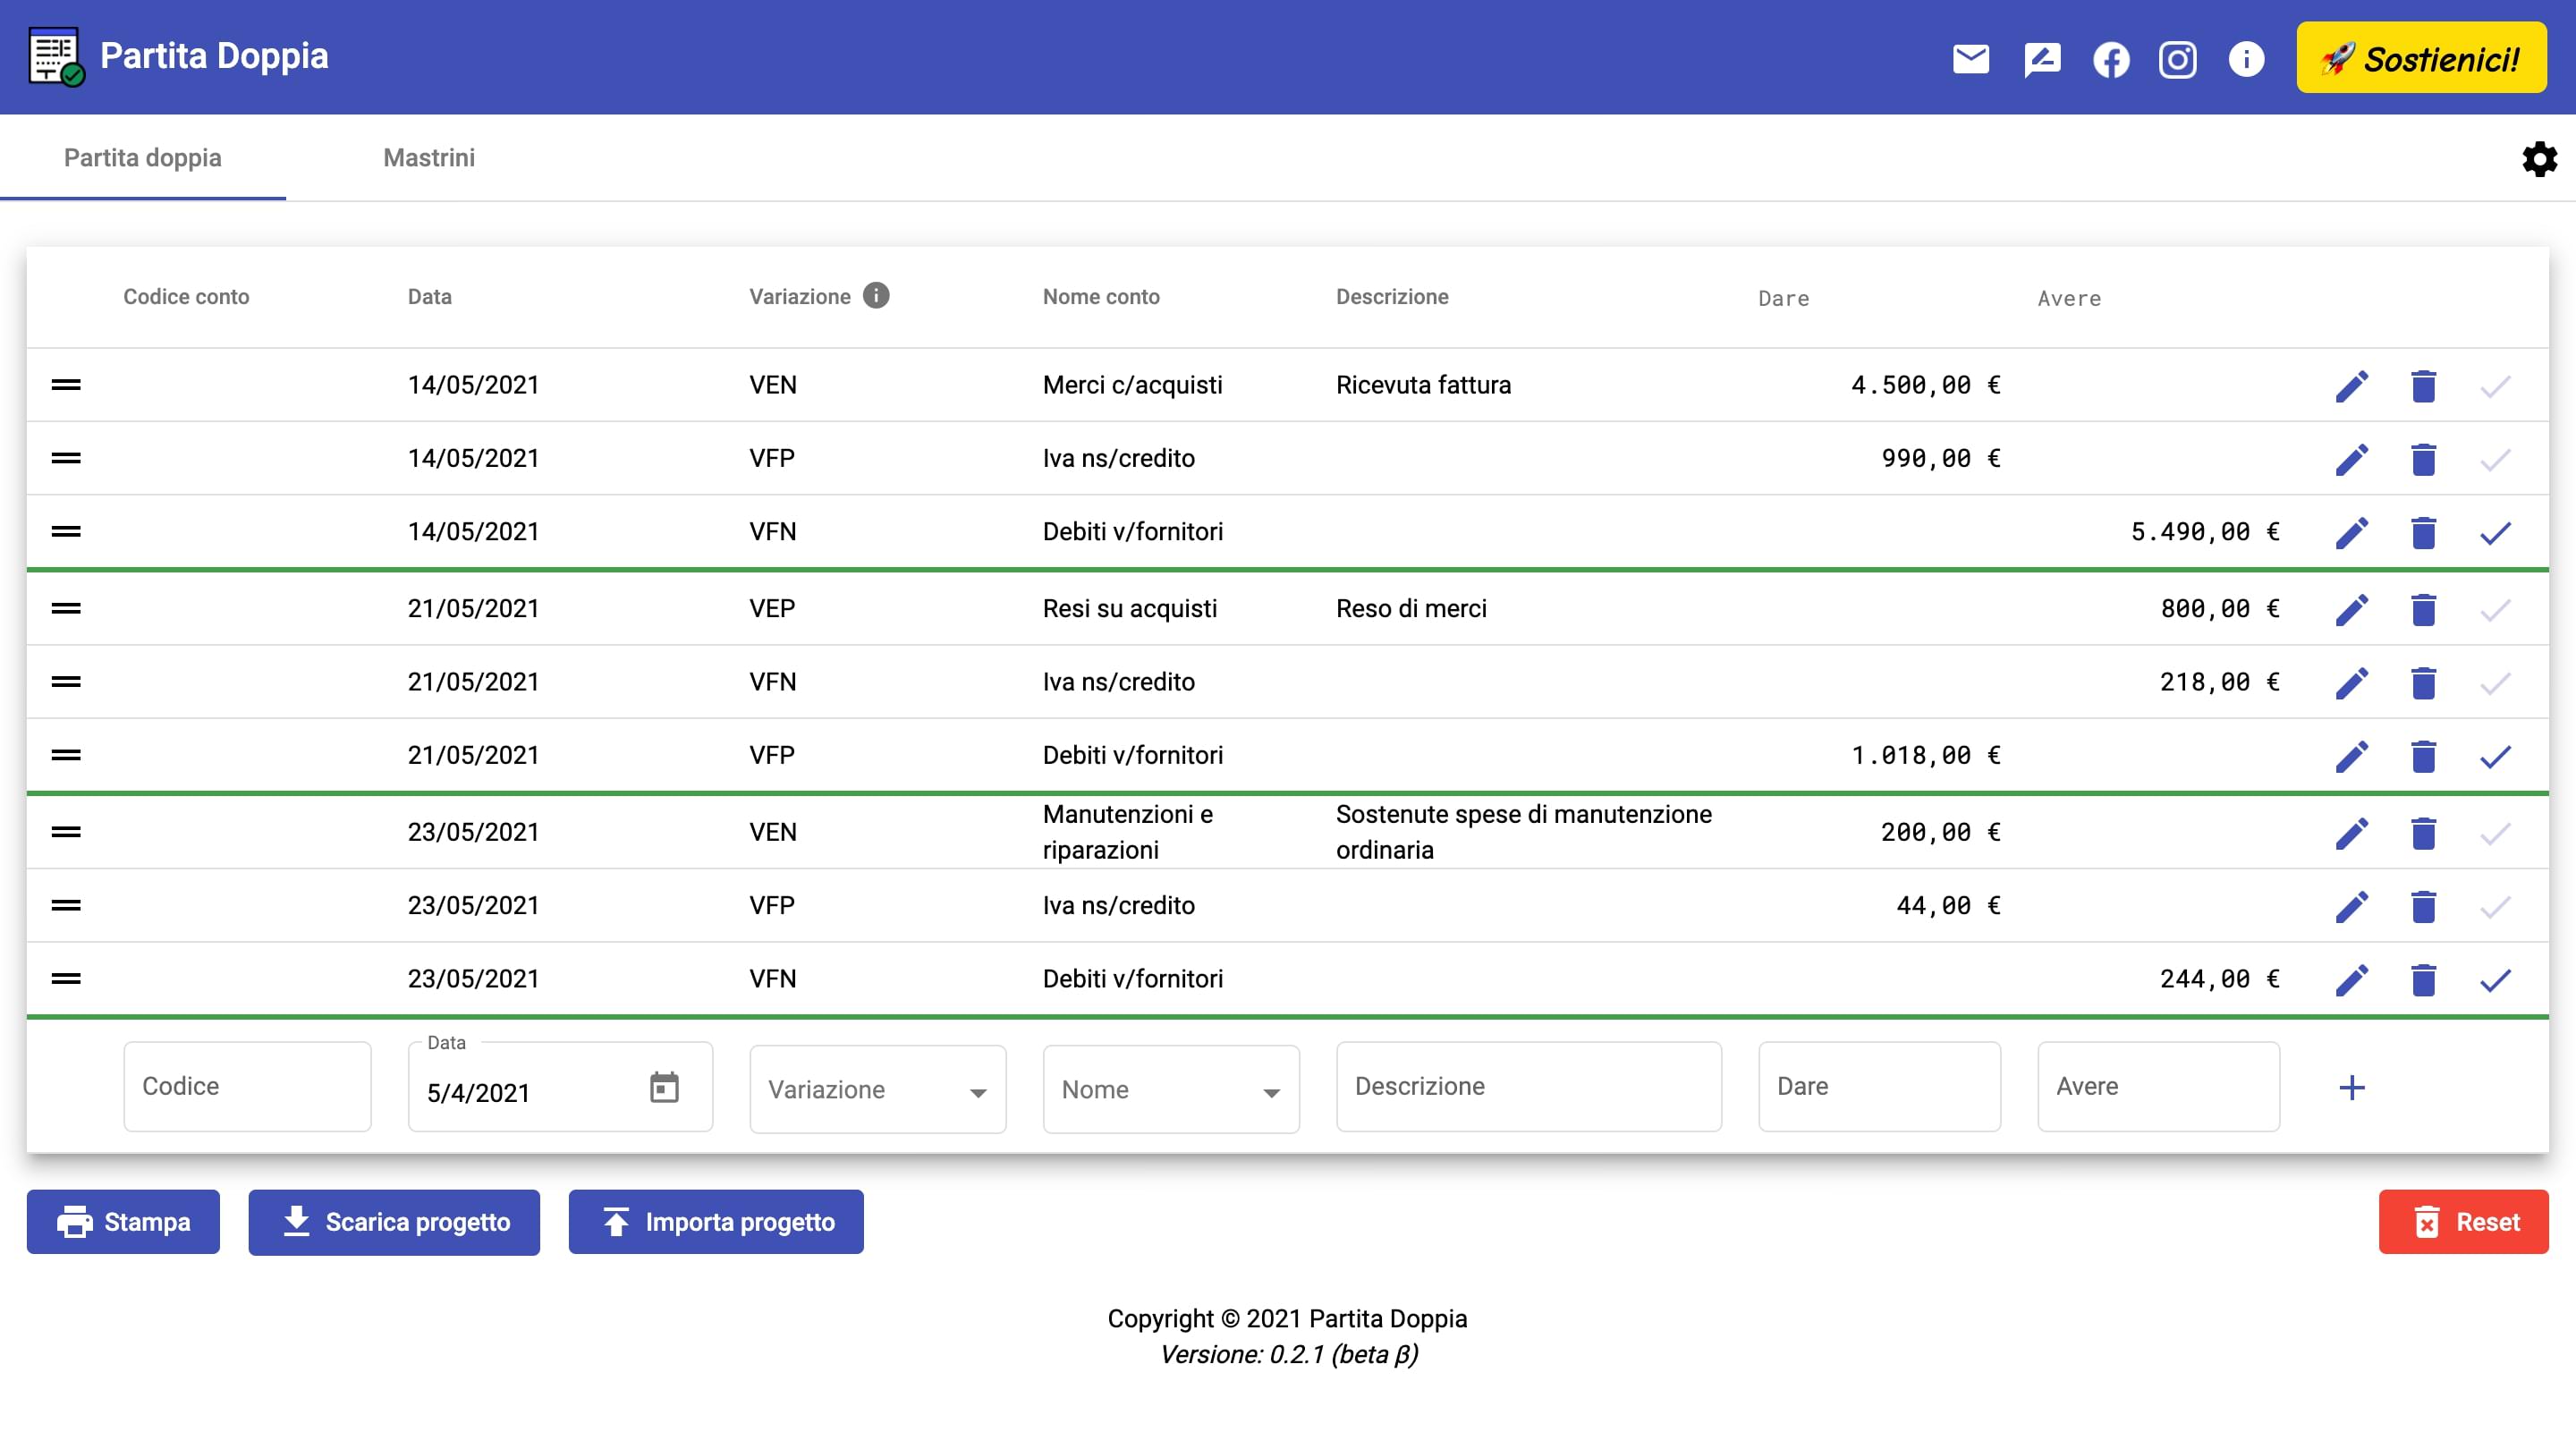 Partita Doppia
Sostienici!
Partita doppia Mastrini
Codice conto Data Variazione Nome conto Descrizione Dare Avere
14/05/2021 VEN Merci c/acquisti Ricevuta fattura 4.500,00 €
14/05/2021 VFP Iva ns/credito 990,00 €
14/05/2021 VFN Debiti v/fornitori 5.490,00 €
21/05/2021 VEP Resi su acquisti Reso di merci 800,00 €
21/05/2021 VFN Iva ns/credito 218,00 €
21/05/2021 VFP Debiti v/fornitori 1.018,00 €
23/05/2021 VEN Manutenzioni e riparazioni Sostenute spese di manutenzione ordinaria 200,00 €
23/05/2021 VFP Iva ns/credito 44,00 €
23/05/2021 VFN Debiti v/fornitori 244,00 €
Data
Codice 5/4/2021 Variazione Nome Descrizione Dare Avere
Stampa Scarica progetto Importa progetto Reset
Copyright © 2021 Partita Doppia
Versione: 0.2.1 (beta β)